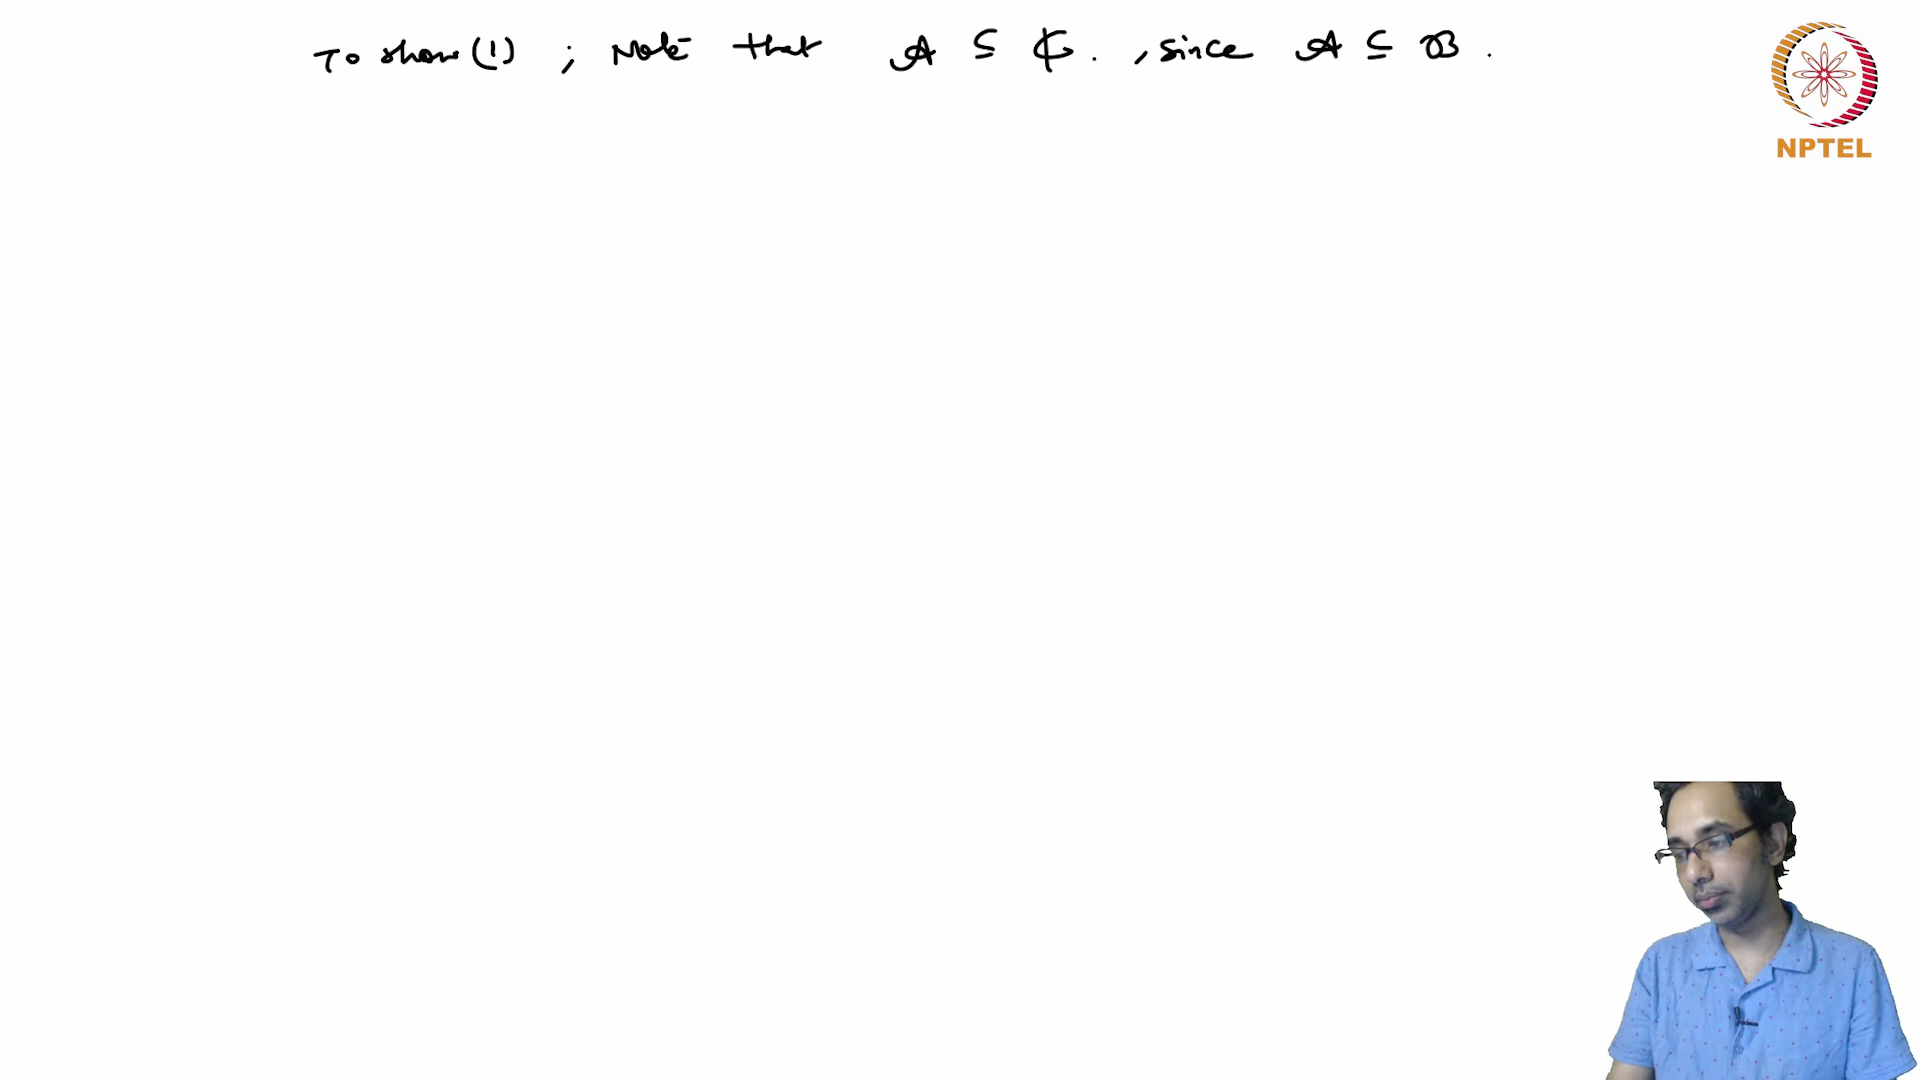 To show (1) ; Note that 𝒜 ⊆ 𝒢 . , since 𝒜 ⊆ ℬ .
NPTEL